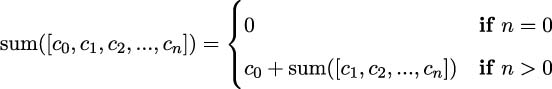 sum([c₀, c₁, c₂, ..., cₙ]) = { 0 if n = 0
c₀ + sum([c₁, c₂, ..., cₙ]) if n > 0